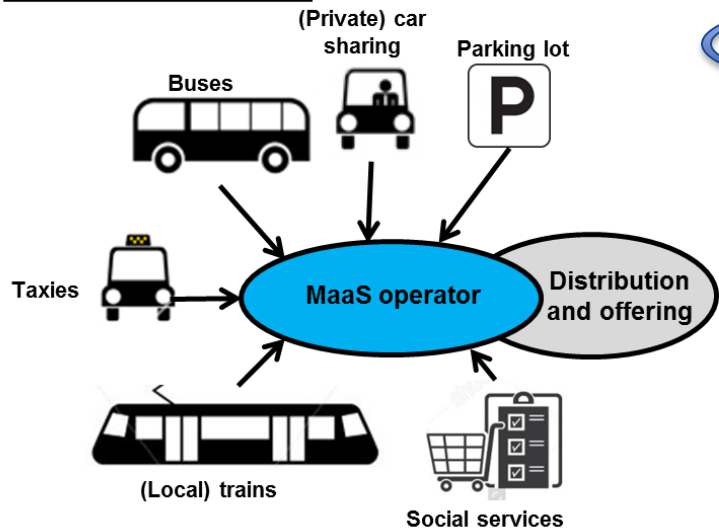 (Private) car
sharing
Parking lot
Buses
P
Taxies
MaaS operator
Distribution
and offering
(Local) trains
Social services